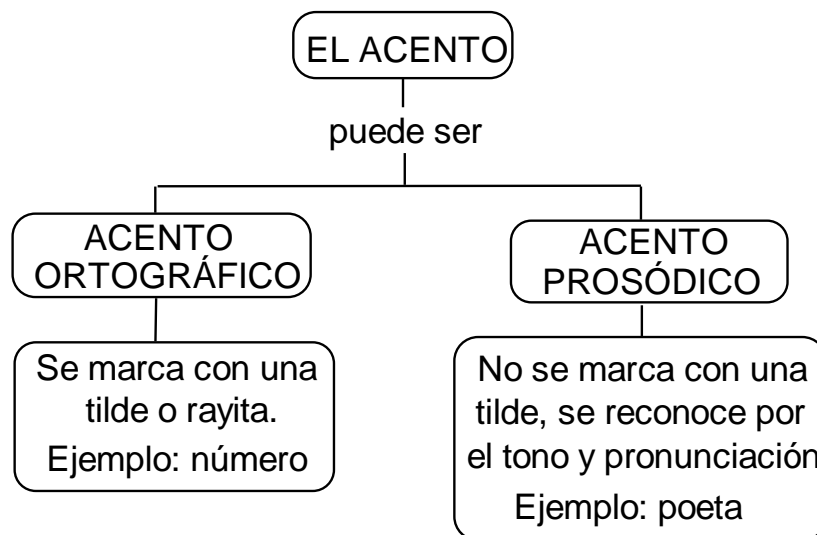 EL ACENTO
puede ser
ACENTO
ORTOGRÁFICO
Se marca con una
tilde o rayita.
Ejemplo: número
ACENTO
PROSÓDICO
No se marca con una
tilde, se reconoce por
el tono y pronunciación
Ejemplo: poeta